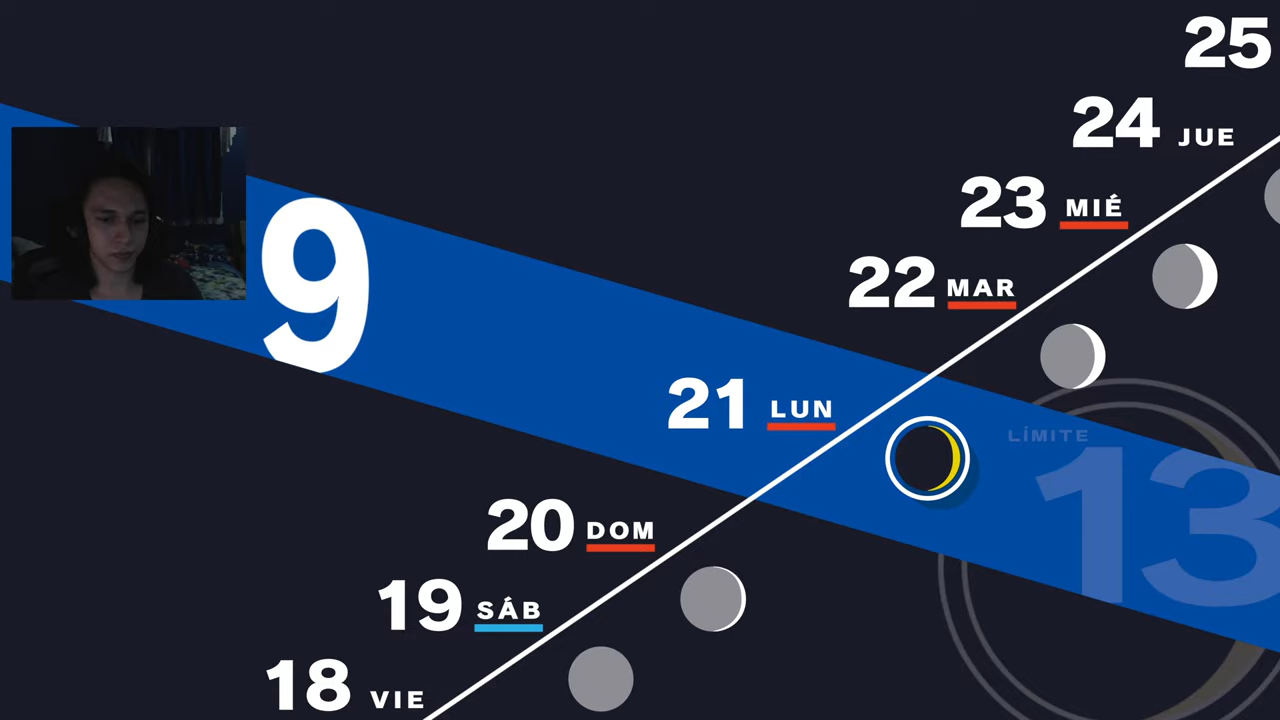 25
24 JUE
23 MIÉ
22 MAR
9
21 LUN
LÍMITE
13
20 DOM
19 SÁB
18 VIE